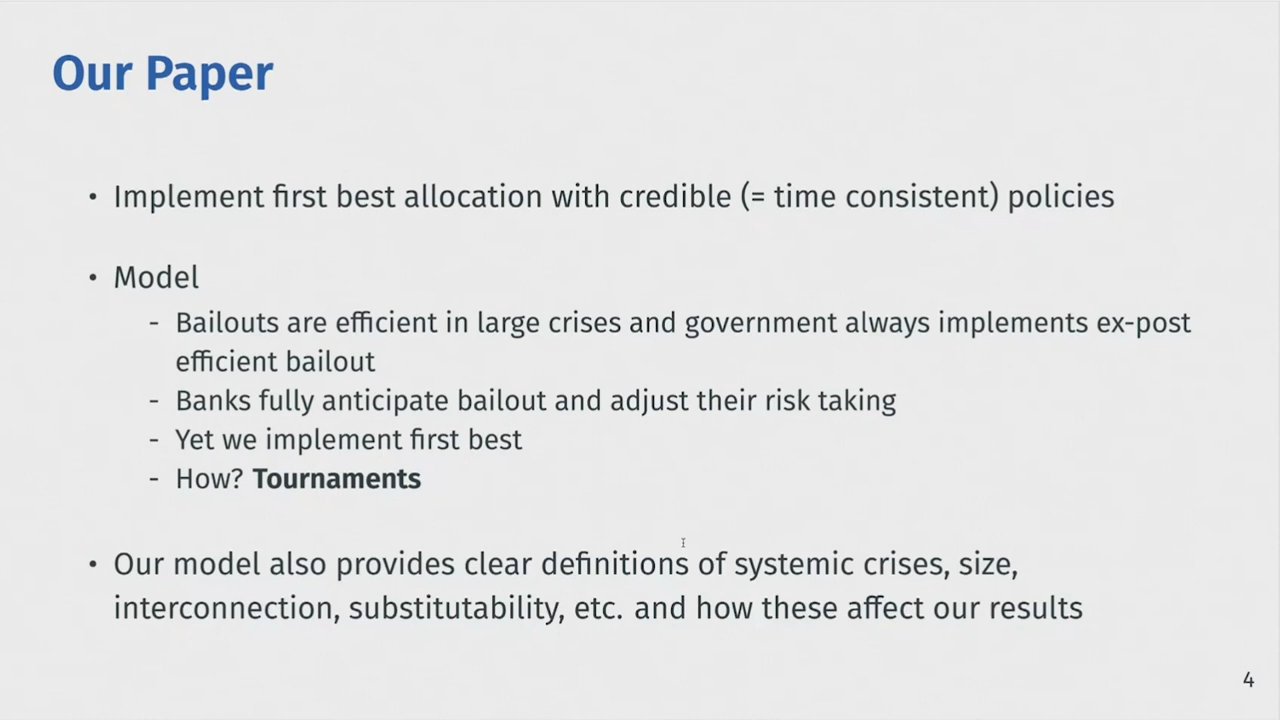 Our Paper
• Implement first best allocation with credible (= time consistent) policies
• Model
- Bailouts are efficient in large crises and government always implements ex-post
efficient bailout
- Banks fully anticipate bailout and adjust their risk taking
- Yet we implement first best
- How? Tournaments
• Our model also provides clear definitions of systemic crises, size,
interconnection, substitutability, etc. and how these affect our results
4